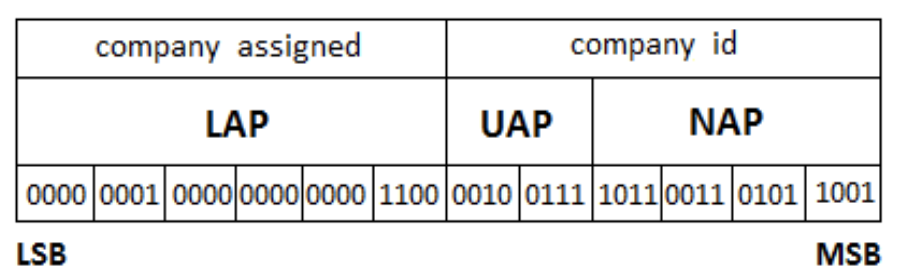 company assigned company id
LAP UAP NAP
0000 0001 0000 0000 0000 1100 0010 0111 1011 0011 0101 1001
LSB MSB